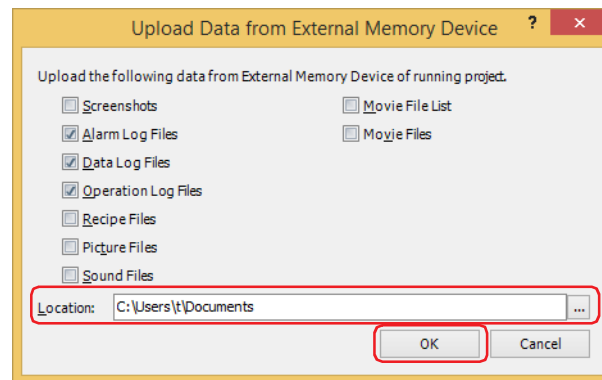 Upload Data from External Memory Device ? ×
Upload the following data from External Memory Device of running project.
Screenshots Movie File List
Alarm Log Files Movie Files
Data Log Files
Operation Log Files
Recipe Files
Picture Files
Sound Files
Location: C:\Users\t\Documents ...
OK Cancel